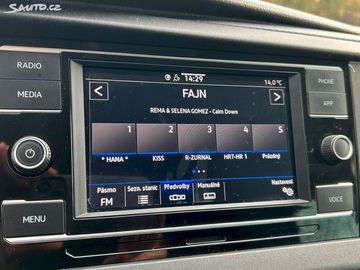 Sauto.cz
RADIO
MEDIA
MENU
14:29
14,0 °C
FAJN
REMA & SELENA GOMEZ - Calm Down
1 2 3 4 5
* HANA * KISS R-ZURNAL HRT-HR 1 Prázdný
Pásmo Sezn. stanic Předvolby Manuálně Nastavení
FM
PHONE
APP
VOICE